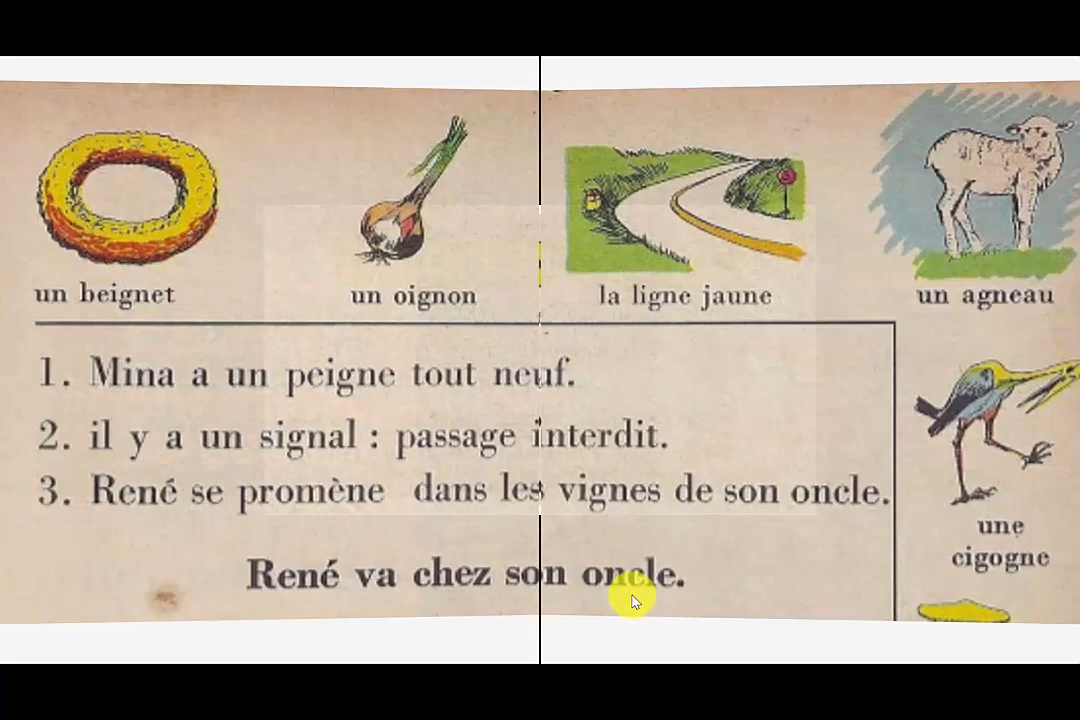 un beignet
un oignon
la ligne jaune
un agneau
1. Mina a un peigne tout neuf.
2. il y a un signal : passage interdit.
3. René se promène dans les vignes de son oncle.
une
cigogne
René va chez son oncle.